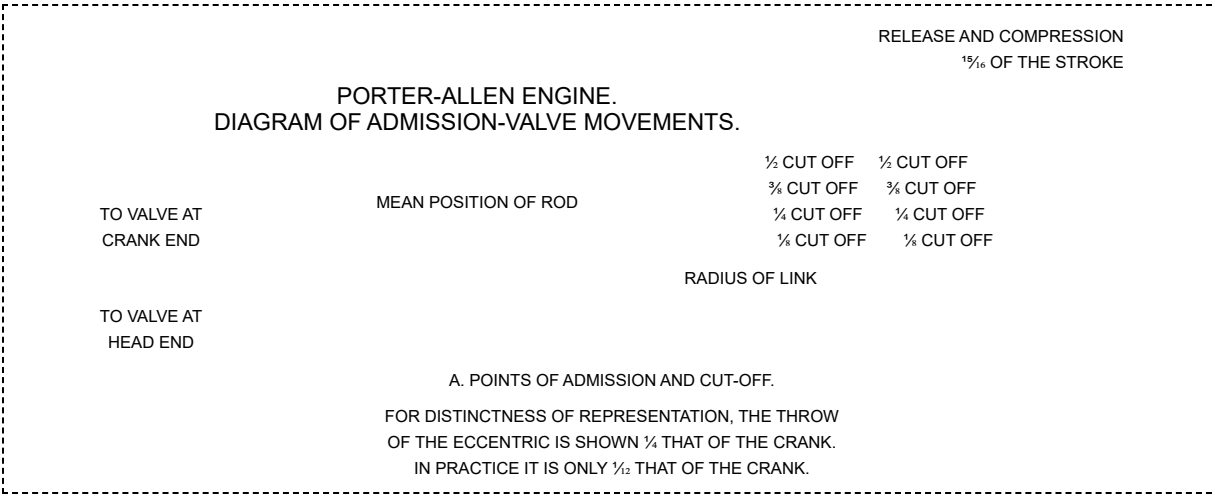 RELEASE AND COMPRESSION
¹⁵⁄₁₆ OF THE STROKE
PORTER-ALLEN ENGINE.
DIAGRAM OF ADMISSION-VALVE MOVEMENTS.
½ CUT OFF ½ CUT OFF
⅜ CUT OFF ⅜ CUT OFF
¼ CUT OFF ¼ CUT OFF
⅛ CUT OFF ⅛ CUT OFF
MEAN POSITION OF ROD
TO VALVE AT
CRANK END
RADIUS OF LINK
TO VALVE AT
HEAD END
A. POINTS OF ADMISSION AND CUT-OFF.
FOR DISTINCTNESS OF REPRESENTATION, THE THROW
OF THE ECCENTRIC IS SHOWN ¼ THAT OF THE CRANK.
IN PRACTICE IT IS ONLY ¹⁄₁₂ THAT OF THE CRANK.